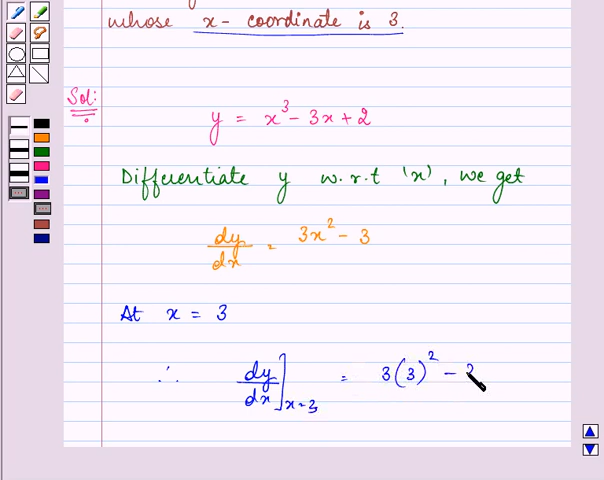 whose x-coordinate is 3.
Sol:
y = x³ - 3x + 2
Differentiate y w.r.t 'x', we get
dy/dx = 3x² - 3
At x = 3
∴ dy/dx]x=3 = 3(3)² -